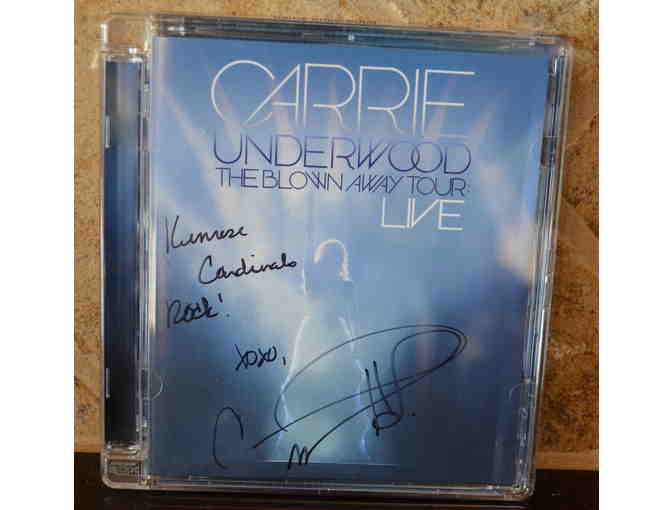 CARRIE
UNDERWOOD
THE BLOWN AWAY TOUR:
LIVE
Cardinals
Rock!
xoxo,